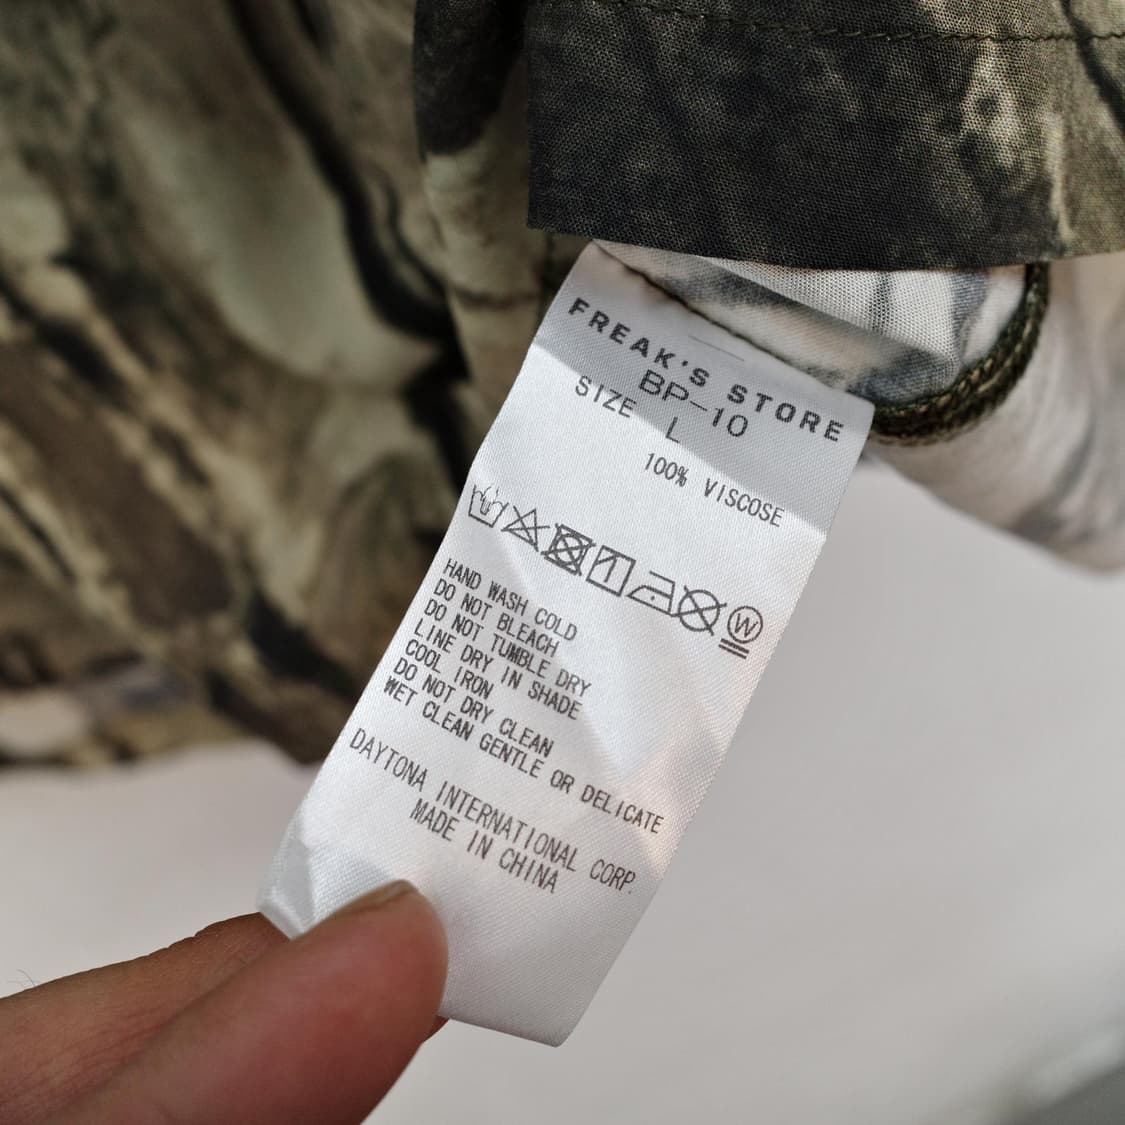 FREAK'S STORE
BP-10
SIZE L
100% VISCOSE
W
HAND WASH COLD
DO NOT BLEACH
DO NOT TUMBLE DRY
LINE DRY IN SHADE
COOL IRON
DO NOT DRY CLEAN
WET CLEAN GENTLE OR DELICATE
DAYTONA INTERNATIONAL CORP.
MADE IN CHINA